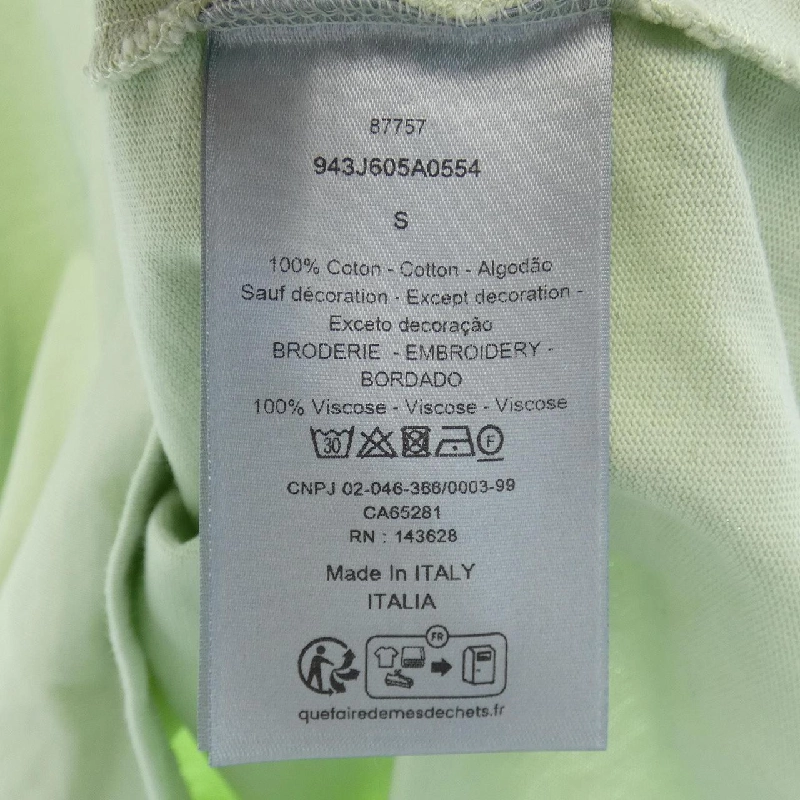 87757
943J605A0554
S
100% Coton - Cotton - Algodão
Sauf décoration - Except decoration -
Exceto decoração
BRODERIE - EMBROIDERY -
BORDADO
100% Viscose - Viscose - Viscose
30 F
CNPJ 02-046-366/0003-99
CA65281
RN : 143628
Made In ITALY
ITALIA
FR
quefairedemesdechets.fr